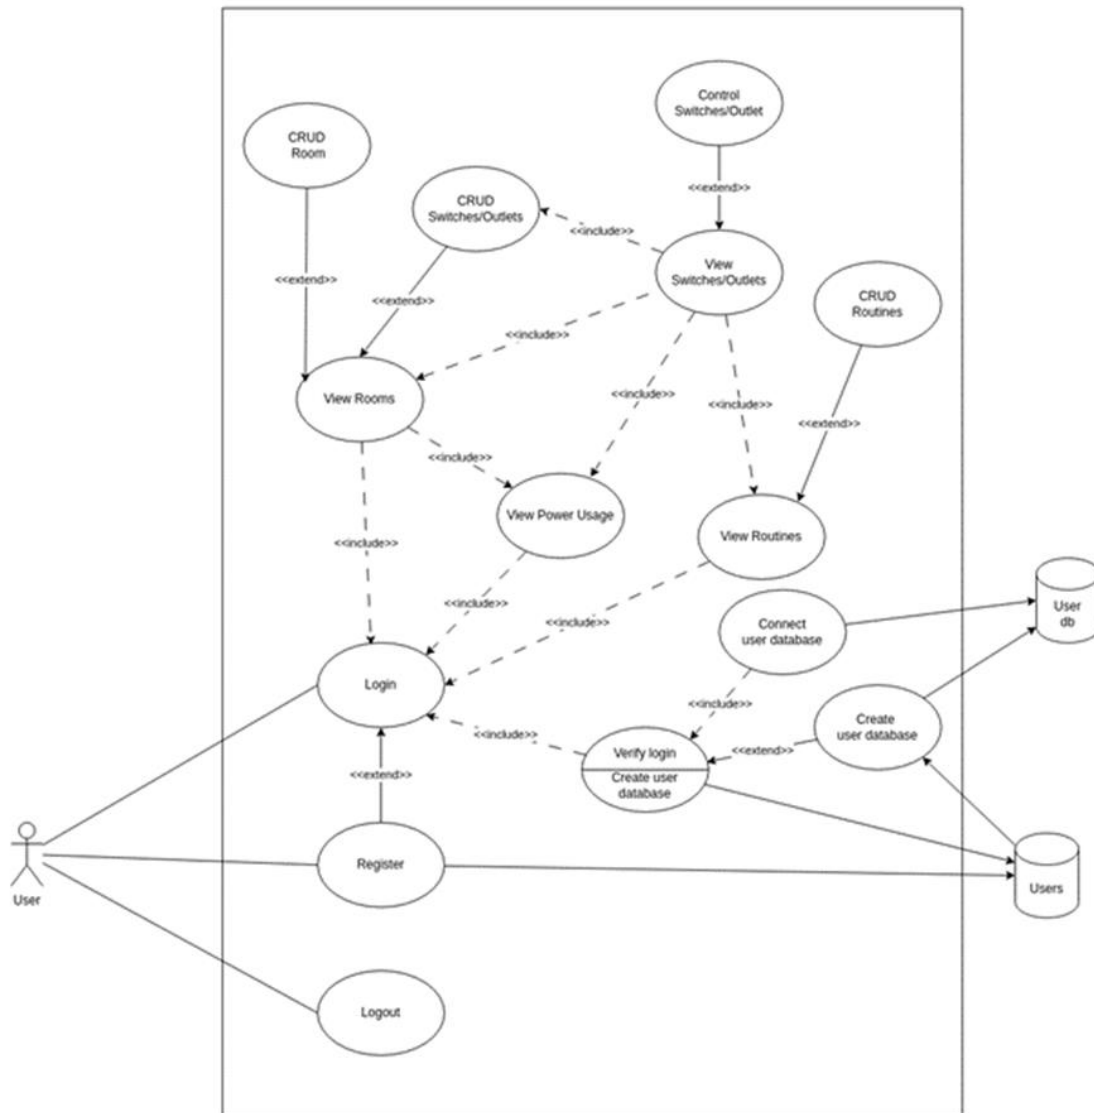 Control
Switches/Outlet
CRUD
Room
<<extend>>
CRUD
Switches/Outlets
<<include>>
View
Switches/Outlets
<<extend>>
CRUD
Routines
<<extend>>
<<include>>
View Rooms
<<include>>
<<include>>
<<extend>>
<<include>>
View Power Usage
View Routines
<<include>>
<<include>>
<<include>>
Connect
user database
User
db
Login
<<include>>
Create
user database
<<include>>
Verify login
<<extend>>
Create user
database
<<extend>>
Register
Users
User
Logout